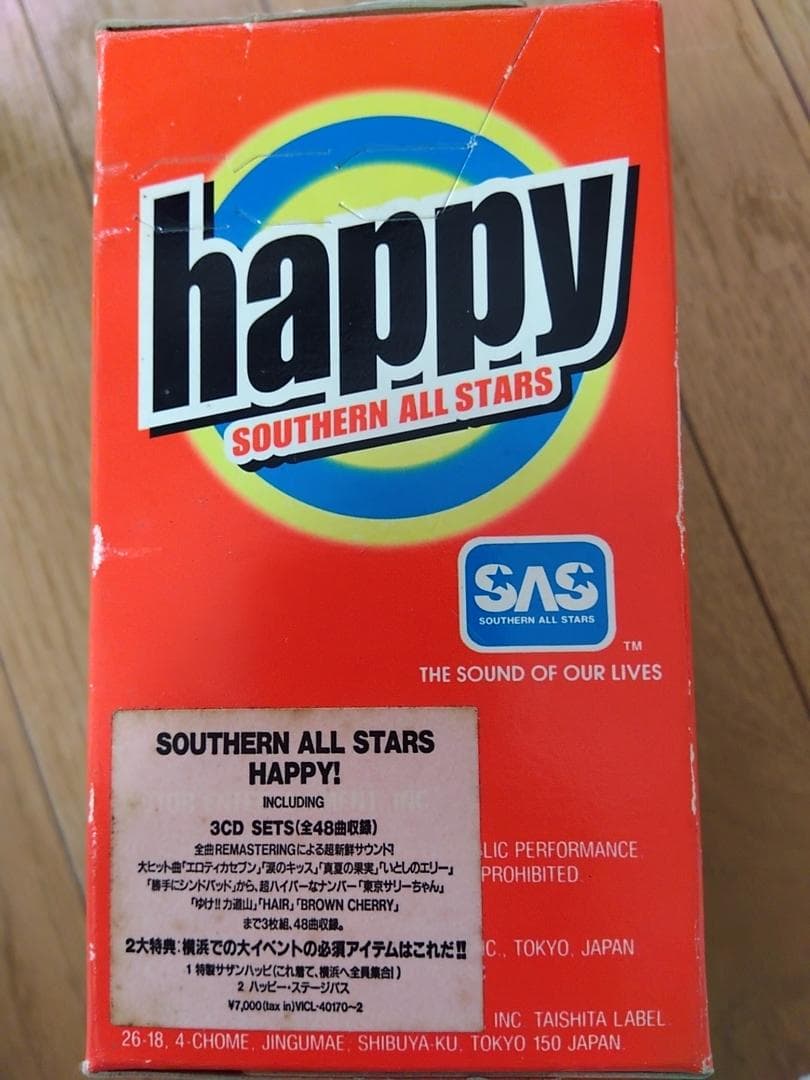 happy
SOUTHERN ALL STARS
SAS
SOUTHERN ALL STARS
TM
THE SOUND OF OUR LIVES
SOUTHERN ALL STARS
HAPPY!
INCLUDING
3CD SETS(全48曲収録)
全曲REMASTERINGによる超新鮮サウンド!
大ヒット曲「エロティカセブン」「涙のキッス」「真夏の果実」「いとしのエリー」
「勝手にシンドバッド」から、超ハイパーなナンバー「東京サリーちゃん」
「ゆけ!!力道山」「HAIR」「BROWN CHERRY」
まで3枚組、48曲収録。
2大特典:横浜での大イベントの必須アイテムはこれだ!!
1 特製サザンハッピ(これ着て、横浜へ全員集合!)
2 ハッピー・ステージパス
¥7,000(tax in)VICL-40170~2
LIC PERFORMANCE
PROHIBITED.
C., TOKYO, JAPAN
INC TAISHITA LABEL
26-18, 4-CHOME, JINGUMAE, SHIBUYA-KU, TOKYO 150 JAPAN.